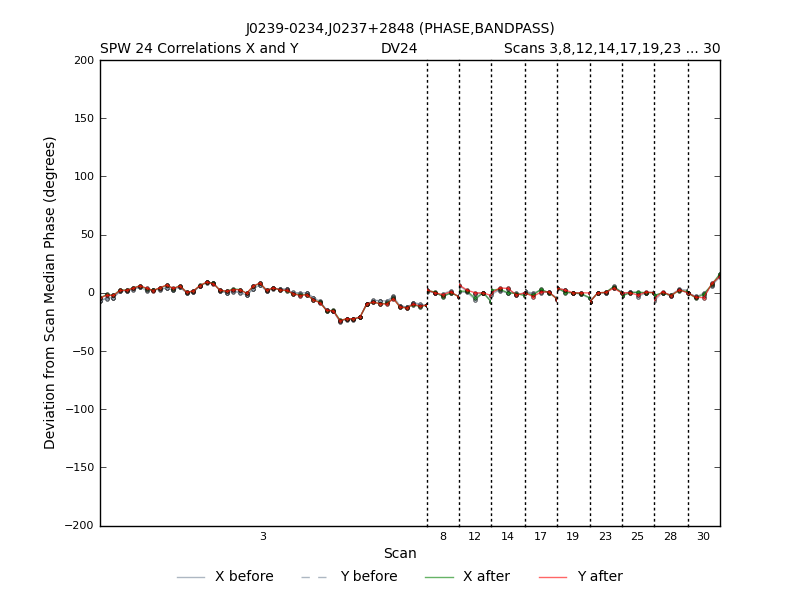 J0239-0234,J0237+2848 (PHASE,BANDPASS)
SPW 24 Correlations X and Y DV24 Scans 3,8,12,14,17,19,23 ... 30
200
150
100
50
0
−50
−100
−150
−200
Deviation from Scan Median Phase (degrees)
3 8 12 14 17 19 23 25 28 30
Scan
X before Y before X after Y after